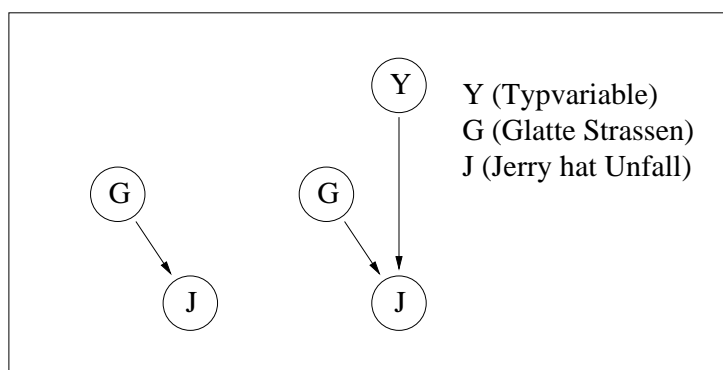 Y
Y (Typvariable)
G (Glatte Strassen)
J (Jerry hat Unfall)
G
G
J
J